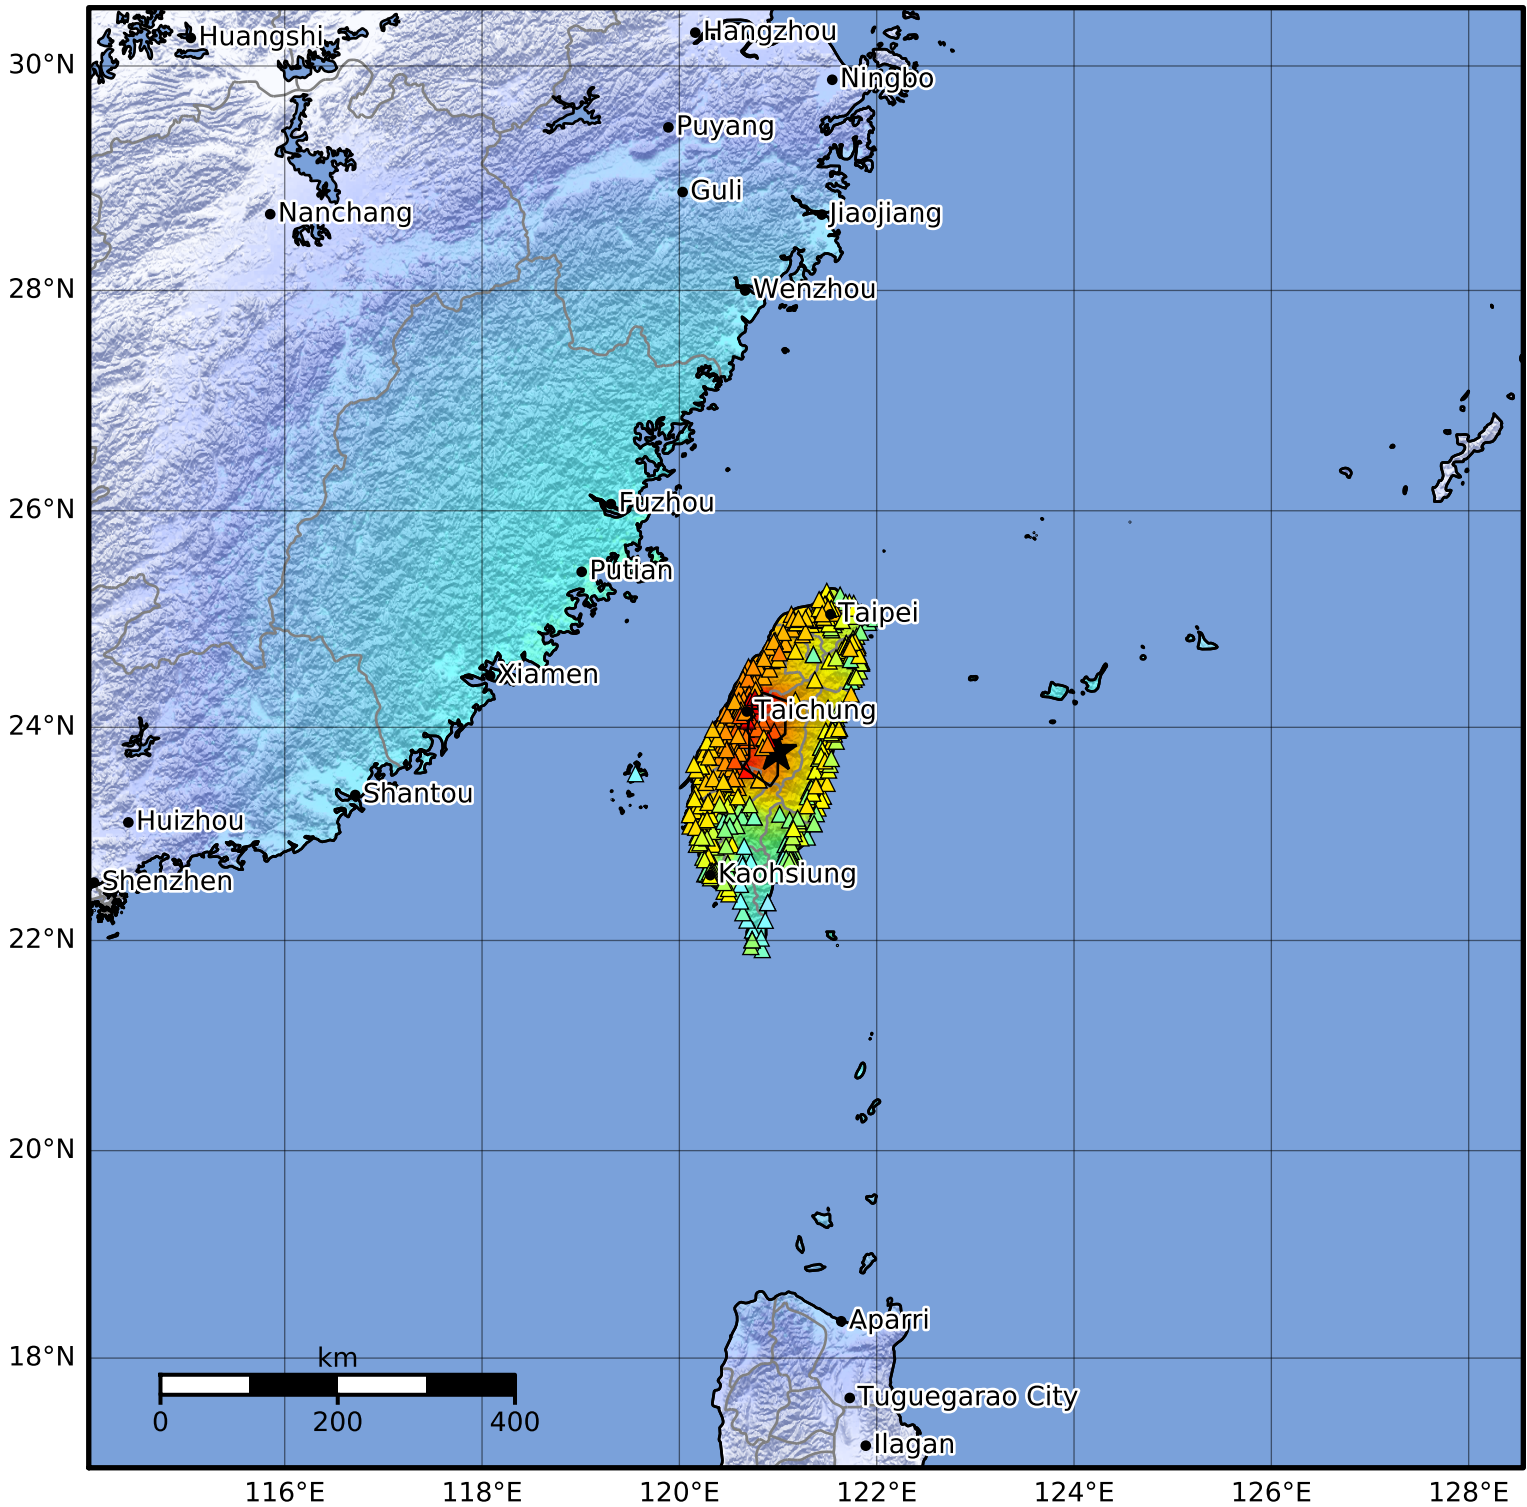 Huangshi
Hangzhou
30°N
Ningbo
Puyang
Guli
Nanchang
Jiaojiang
28°N
Wenzhou
26°N
Fuzhou
Putian
Taipei
Xiamen
24°N
Taichung
Shantou
Huizhou
Shenzhen
Kaohsiung
22°N
20°N
Aparri
18°N
km
Tuguegarao City
0 200 400
Ilagan
116°E 118°E 120°E 122°E 124°E 126°E 128°E